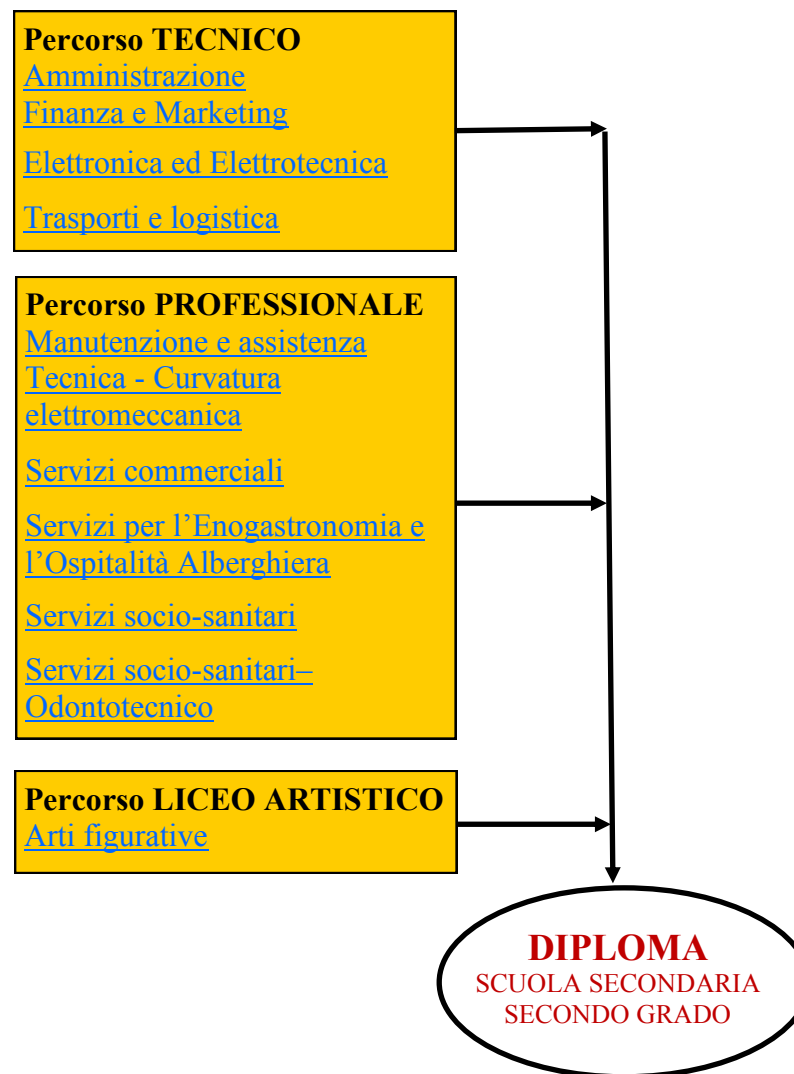 Percorso TECNICO
Amministrazione
Finanza e Marketing
Elettronica ed Elettrotecnica
Trasporti e logistica
Percorso PROFESSIONALE
Manutenzione e assistenza
Tecnica - Curvatura
elettromeccanica
Servizi commerciali
Servizi per l’Enogastronomia e
l’Ospitalità Alberghiera
Servizi socio-sanitari
Servizi socio-sanitari–
Odontotecnico
Percorso LICEO ARTISTICO
Arti figurative
DIPLOMA
SCUOLA SECONDARIA
SECONDO GRADO